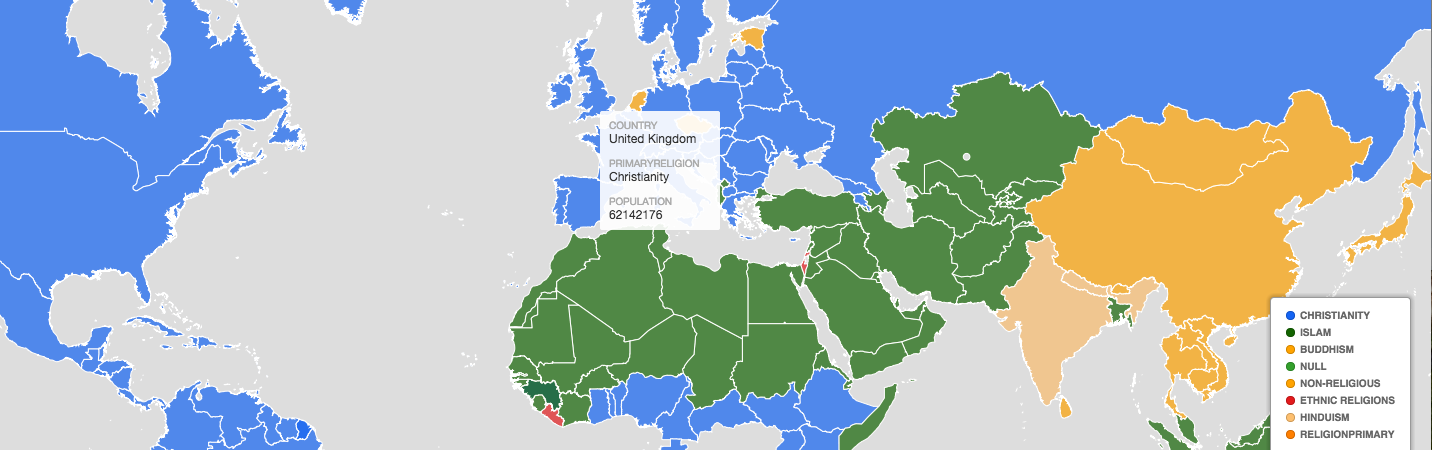 COUNTRY
United Kingdom
PRIMARYRELIGION
Christianity
POPULATION
62142176
CHRISTIANITY
ISLAM
BUDDHISM
NULL
NON-RELIGIOUS
ETHNIC RELIGIONS
HINDUISM
RELIGIONPRIMARY